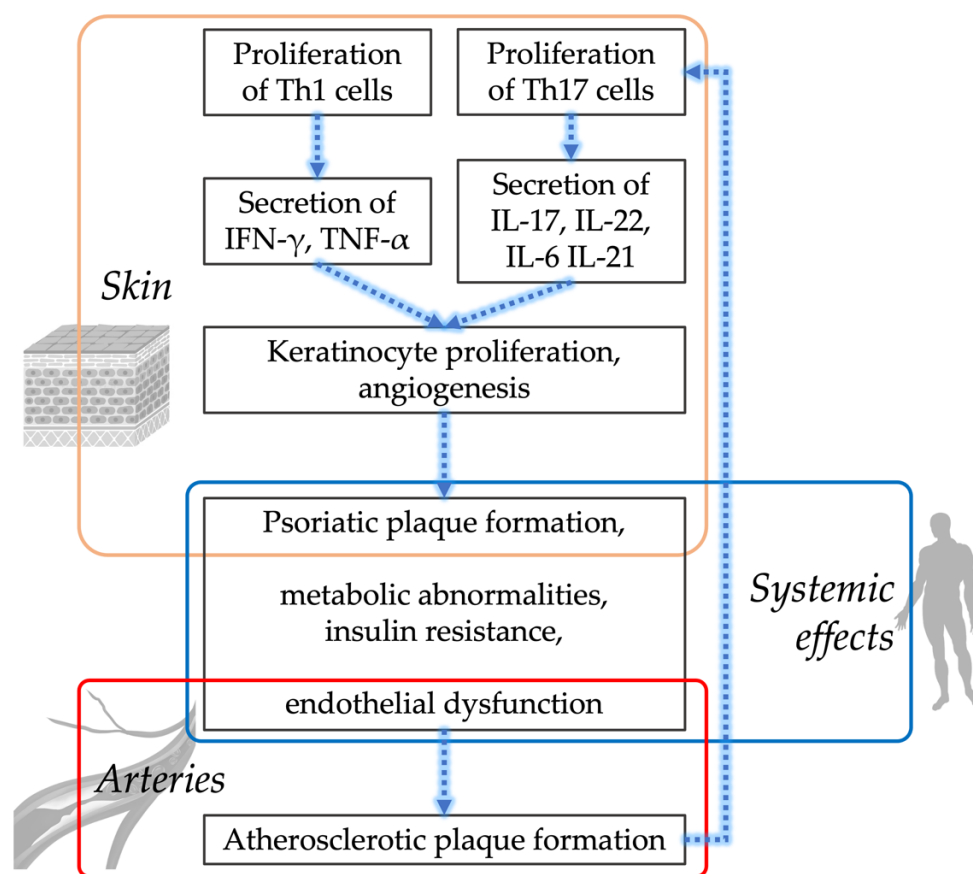 Proliferation
of Th1 cells
Proliferation
of Th17 cells
Secretion of
IFN-γ, TNF-α
Secretion of
IL-17, IL-22,
IL-6 IL-21
Skin
Keratinocyte proliferation,
angiogenesis
Psoriatic plaque formation,
metabolic abnormalities,
insulin resistance,
Systemic
effects
endothelial dysfunction
Arteries
Atherosclerotic plaque formation